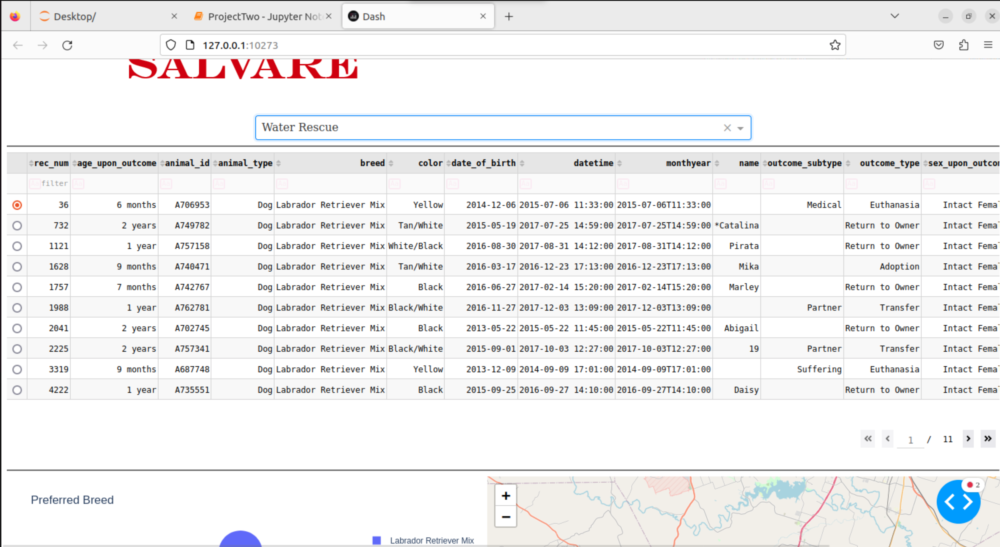 Desktop/ ProjectTwo - Jupyter Not Dash
127.0.0.1:10273
SALVARE
Water Rescue
rec_num age_upon_outcome animal_id animal_type breed color date_of_birth datetime monthyear name outcome_subtype outcome_type sex_upon_outco
Aa filter Aa Aa Aa Aa Aa Aa Aa Aa Aa Aa Aa Aa
36 6 months A706953 Dog Labrador Retriever Mix Yellow 2014-12-06 2015-07-06 11:33:00 2015-07-06T11:33:00 Medical Euthanasia Intact Fema
732 2 years A749782 Dog Labrador Retriever Mix Tan/White 2015-05-19 2017-07-25 14:59:00 2017-07-25T14:59:00 *Catalina Return to Owner Intact Fema
1121 1 year A757158 Dog Labrador Retriever Mix White/Black 2016-08-30 2017-08-31 14:12:00 2017-08-31T14:12:00 Pirata Return to Owner Intact Fema
1628 9 months A740471 Dog Labrador Retriever Mix Tan/White 2016-03-17 2016-12-23 17:13:00 2016-12-23T17:13:00 Mika Adoption Intact Fema
1757 7 months A742767 Dog Labrador Retriever Mix Black 2016-06-27 2017-02-14 15:20:00 2017-02-14T15:20:00 Marley Return to Owner Intact Fema
1988 1 year A762781 Dog Labrador Retriever Mix Black/White 2016-11-27 2017-12-03 13:09:00 2017-12-03T13:09:00 Partner Transfer Intact Fema
2041 2 years A702745 Dog Labrador Retriever Mix Black 2013-05-22 2015-05-22 11:45:00 2015-05-22T11:45:00 Abigail Return to Owner Intact Fema
2225 2 years A757341 Dog Labrador Retriever Mix Black/White 2015-09-01 2017-10-03 12:27:00 2017-10-03T12:27:00 19 Partner Transfer Intact Fema
3319 9 months A687748 Dog Labrador Retriever Mix Yellow 2013-12-09 2014-09-09 17:01:00 2014-09-09T17:01:00 Suffering Euthanasia Intact Fema
4222 1 year A735551 Dog Labrador Retriever Mix Black 2015-09-25 2016-09-27 14:10:00 2016-09-27T14:10:00 Daisy Return to Owner Intact Fema
1 / 11
2
Preferred Breed
Labrador Retriever Mix